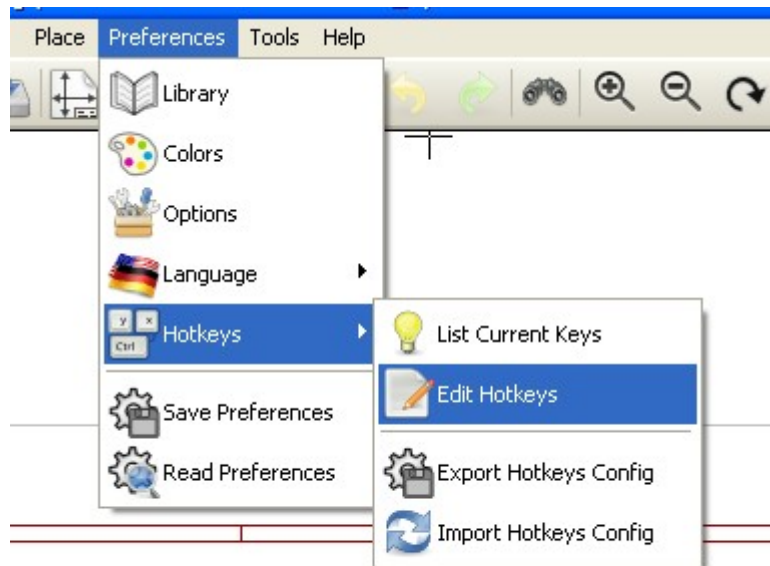 Place Preferences Tools Help
Library
Colors
Options
Language
y x
Ctrl
Hotkeys
List Current Keys
Edit Hotkeys
Save Preferences
Read Preferences
Export Hotkeys Config
Import Hotkeys Config